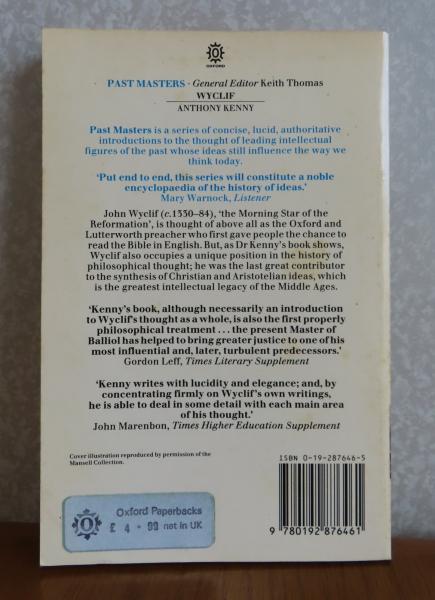 OXFORD
PAST MASTERS · General Editor Keith Thomas
WYCLIF
ANTHONY KENNY
Past Masters is a series of concise, lucid, authoritative
introductions to the thought of leading intellectual
figures of the past whose ideas still influence the way we
think today.
'Put end to end, this series will constitute a noble
encyclopaedia of the history of ideas.'
Mary Warnock, Listener
John Wyclif (c.1330–84), 'the Morning Star of the
Reformation', is thought of above all as the Oxford and
Lutterworth preacher who first gave people the chance to
read the Bible in English. But, as Dr Kenny's book shows,
Wyclif also occupies a unique position in the history of
philosophical thought; he was the last great contributor
to the synthesis of Christian and Aristotelian ideas, which
is the greatest intellectual legacy of the Middle Ages.
'Kenny's book, although necessarily an introduction
to Wyclif's thought as a whole, is also the first properly
philosophical treatment . . . the present Master of
Balliol has helped to bring greater justice to one of his
most influential and, later, turbulent predecessors.'
Gordon Leff, Times Literary Supplement
'Kenny writes with lucidity and elegance; and, by
concentrating firmly on Wyclif's own writings,
he is able to deal in some detail with each main area
of his thought.'
John Marenbon, Times Higher Education Supplement
Cover illustration reproduced by permission of the
Mansell Collection.
ISBN 0-19-287646-5
Oxford Paperbacks
£ 4 · 99 net in UK
9 780192 876461